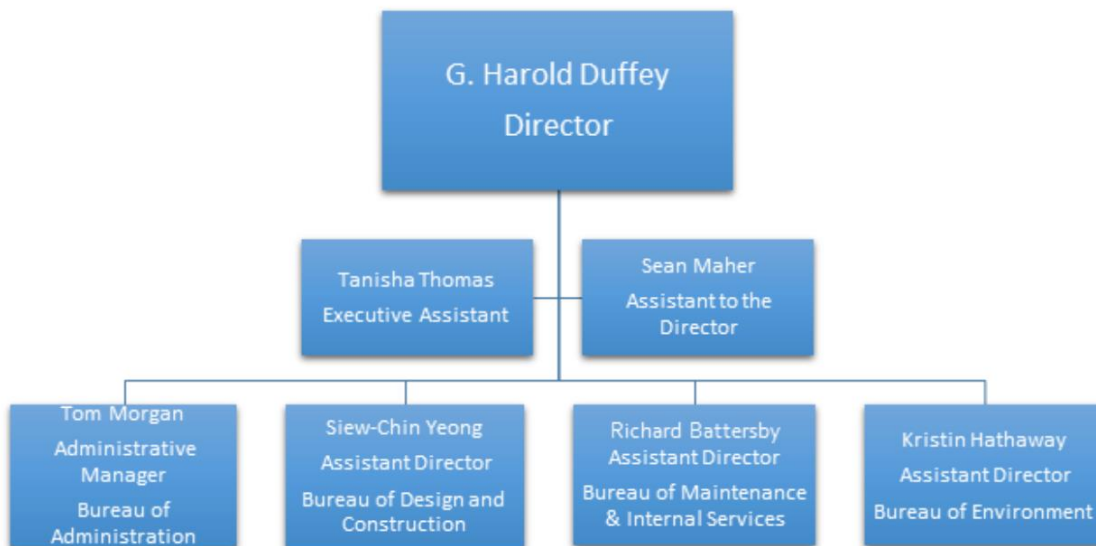 G. Harold Duffey
Director
Tanisha Thomas
Executive Assistant
Sean Maher
Assistant to the
Director
Tom Morgan
Administrative
Manager
Bureau of
Administration
Siew-Chin Yeong
Assistant Director
Bureau of Design and
Construction
Richard Battersby
Assistant Director
Bureau of Maintenance
& Internal Services
Kristin Hathaway
Assistant Director
Bureau of Environment